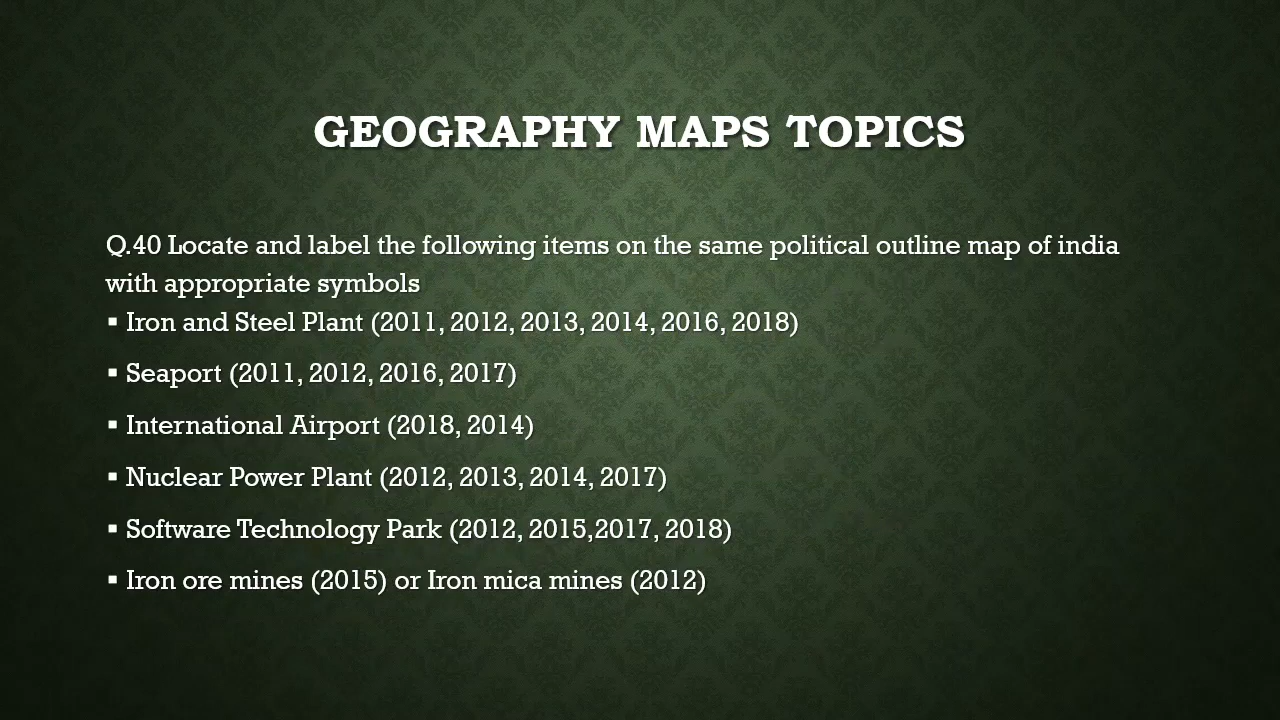 GEOGRAPHY MAPS TOPICS
Q.40 Locate and label the following items on the same political outline map of india
with appropriate symbols
▪ Iron and Steel Plant (2011, 2012, 2013, 2014, 2016, 2018)
▪ Seaport (2011, 2012, 2016, 2017)
▪ International Airport (2018, 2014)
▪ Nuclear Power Plant (2012, 2013, 2014, 2017)
▪ Software Technology Park (2012, 2015,2017, 2018)
▪ Iron ore mines (2015) or Iron mica mines (2012)